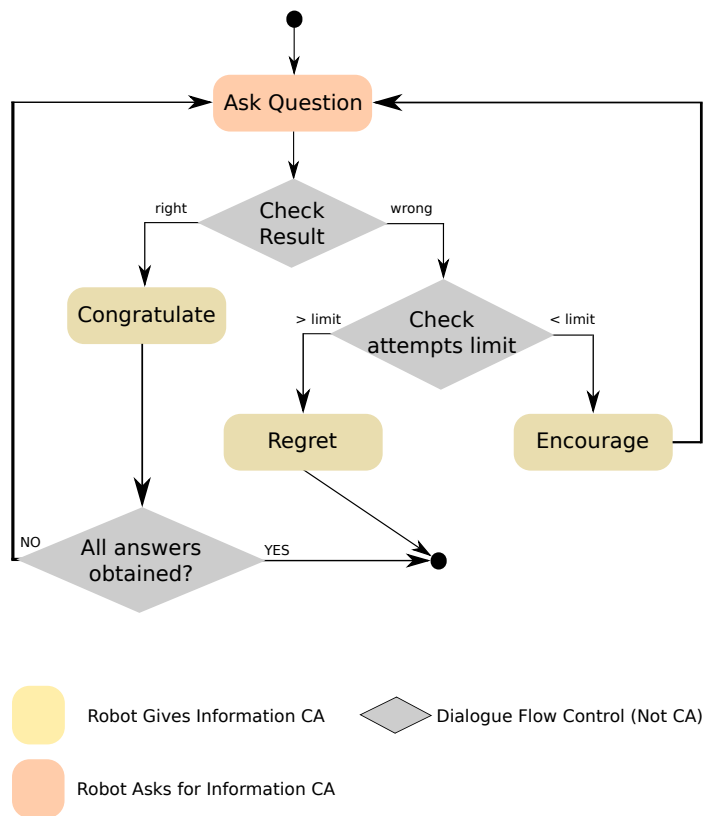 Ask Question
Check
Result
right
wrong
Congratulate
> limit
Check
attempts limit
< limit
Regret
Encourage
NO
All answers
obtained?
YES
Robot Gives Information CA
Dialogue Flow Control (Not CA)
Robot Asks for Information CA